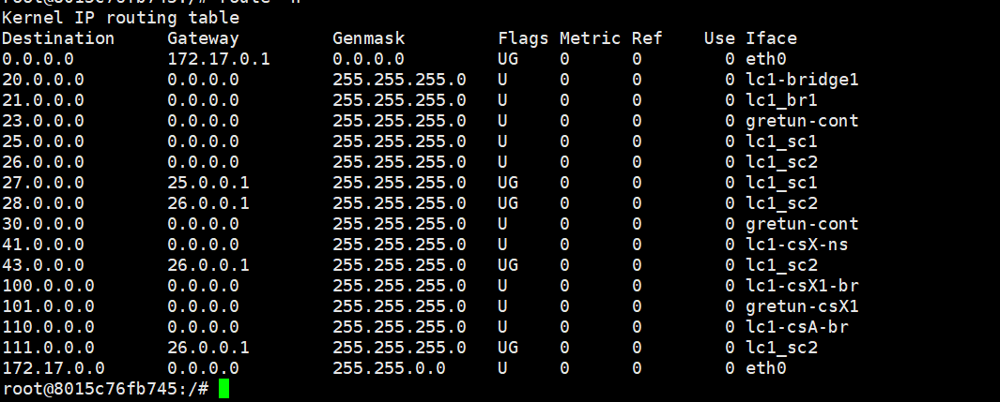 root@8015c76fb745:/# route -n
Kernel IP routing table
Destination     Gateway         Genmask         Flags Metric Ref    Use Iface
0.0.0.0         172.17.0.1      0.0.0.0         UG    0      0        0 eth0
20.0.0.0        0.0.0.0         255.255.255.0   U     0      0        0 lc1-bridge1
21.0.0.0        0.0.0.0         255.255.255.0   U     0      0        0 lc1_br1
23.0.0.0        0.0.0.0         255.255.255.0   U     0      0        0 gretun-cont
25.0.0.0        0.0.0.0         255.255.255.0   U     0      0        0 lc1_sc1
26.0.0.0        0.0.0.0         255.255.255.0   U     0      0        0 lc1_sc2
27.0.0.0        25.0.0.1        255.255.255.0   UG    0      0        0 lc1_sc1
28.0.0.0        26.0.0.1        255.255.255.0   UG    0      0        0 lc1_sc2
30.0.0.0        0.0.0.0         255.255.255.0   U     0      0        0 gretun-cont
41.0.0.0        0.0.0.0         255.255.255.0   U     0      0        0 lc1-csX-ns
43.0.0.0        26.0.0.1        255.255.255.0   UG    0      0        0 lc1_sc2
100.0.0.0       0.0.0.0         255.255.255.0   U     0      0        0 lc1-csX1-br
101.0.0.0       0.0.0.0         255.255.255.0   U     0      0        0 gretun-csX1
110.0.0.0       0.0.0.0         255.255.255.0   U     0      0        0 lc1-csA-br
111.0.0.0       26.0.0.1        255.255.255.0   UG    0      0        0 lc1_sc2
172.17.0.0      0.0.0.0         255.255.0.0     U     0      0        0 eth0
root@8015c76fb745:/#